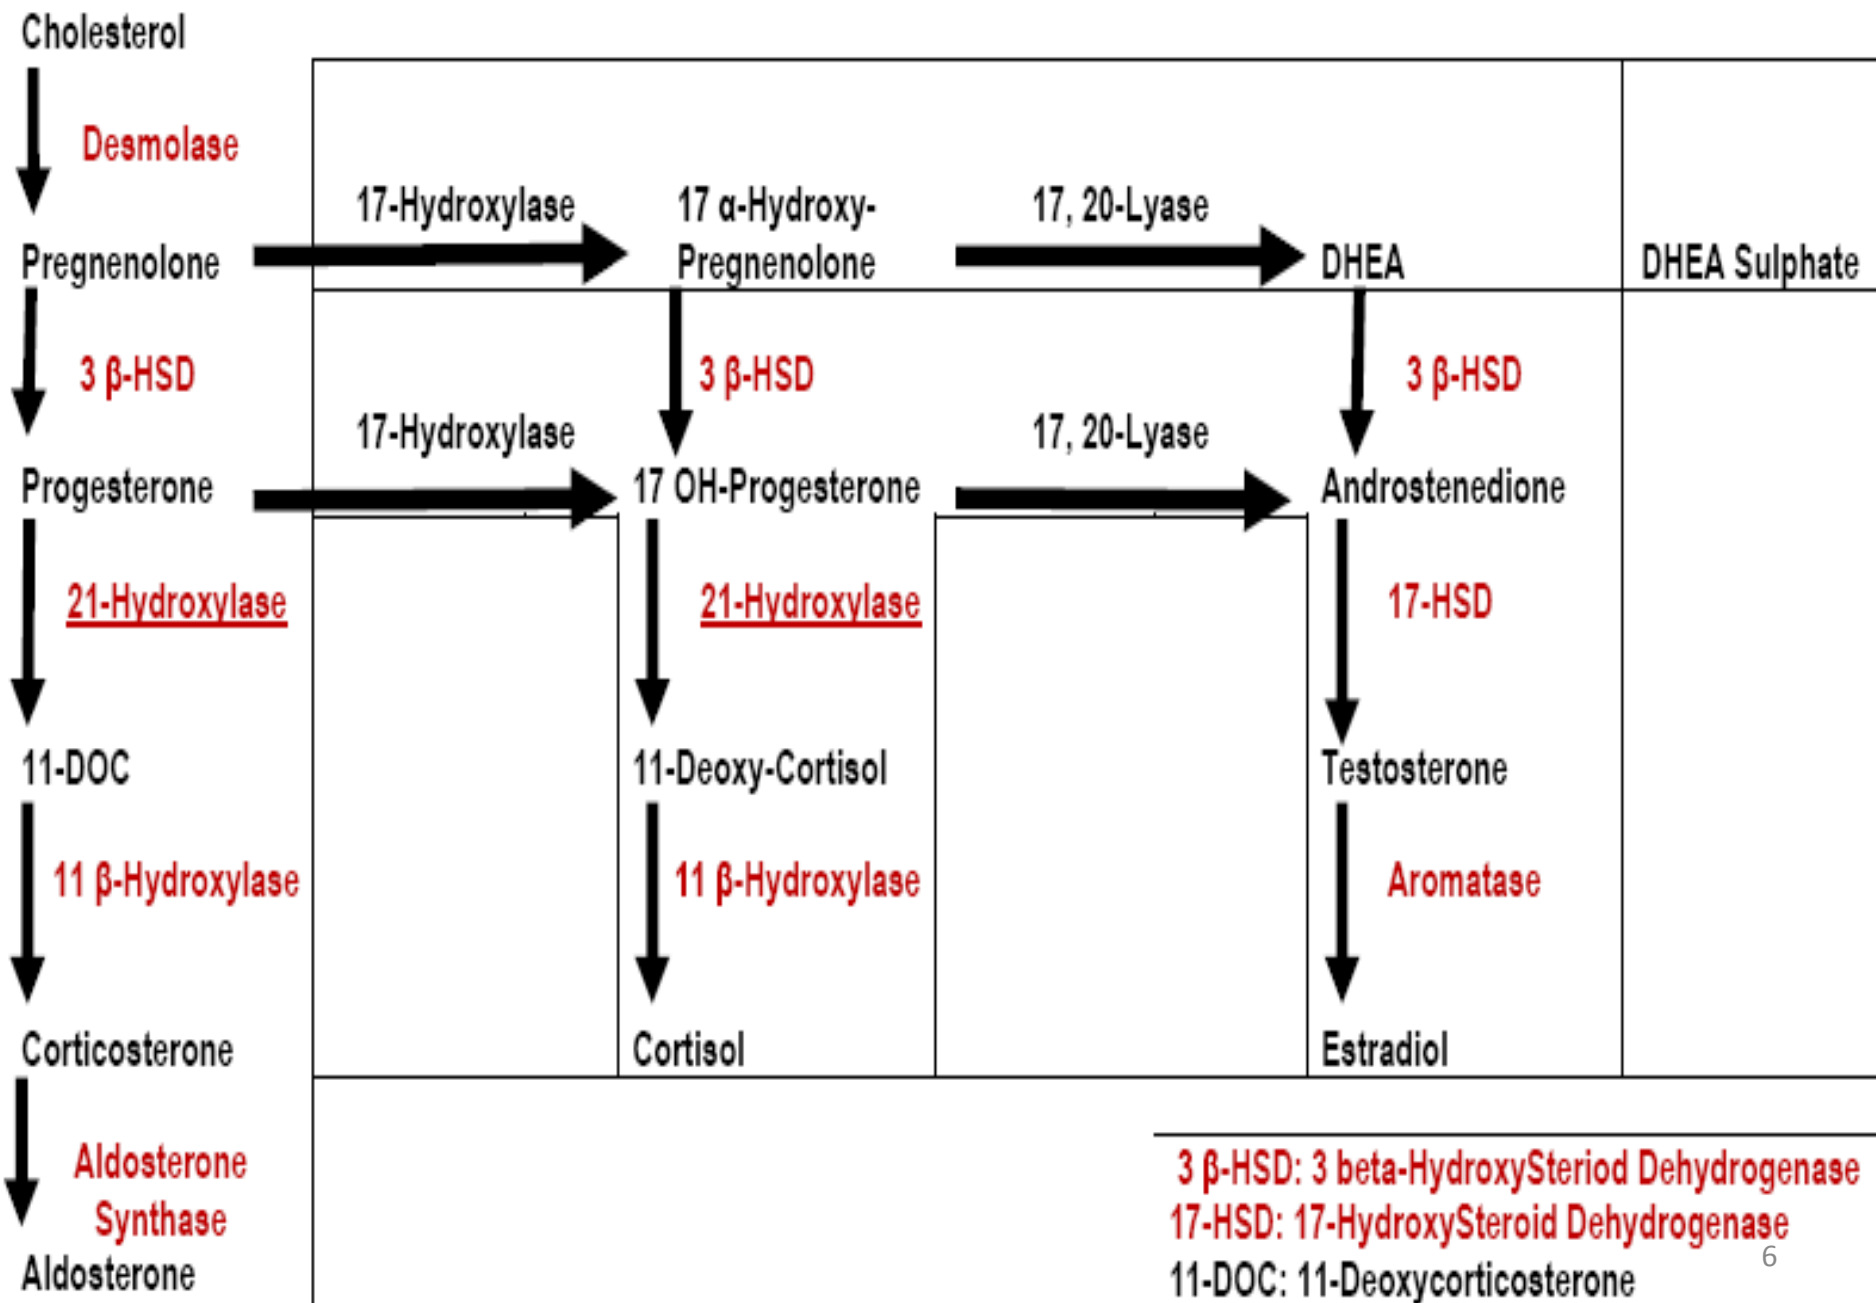 Cholesterol
Desmolase
17-Hydroxylase
17 α-Hydroxy-
Pregnenolone
17, 20-Lyase
Pregnenolone
DHEA
DHEA Sulphate
3 β-HSD
3 β-HSD
3 β-HSD
17-Hydroxylase
17, 20-Lyase
Progesterone
17 OH-Progesterone
Androstenedione
21-Hydroxylase
21-Hydroxylase
17-HSD
11-DOC
11-Deoxy-Cortisol
Testosterone
11 β-Hydroxylase
11 β-Hydroxylase
Aromatase
Corticosterone
Cortisol
Estradiol
Aldosterone
Synthase
Aldosterone
3 β-HSD: 3 beta-HydroxySteriod Dehydrogenase
17-HSD: 17-HydroxySteroid Dehydrogenase
6
11-DOC: 11-Deoxycorticosterone